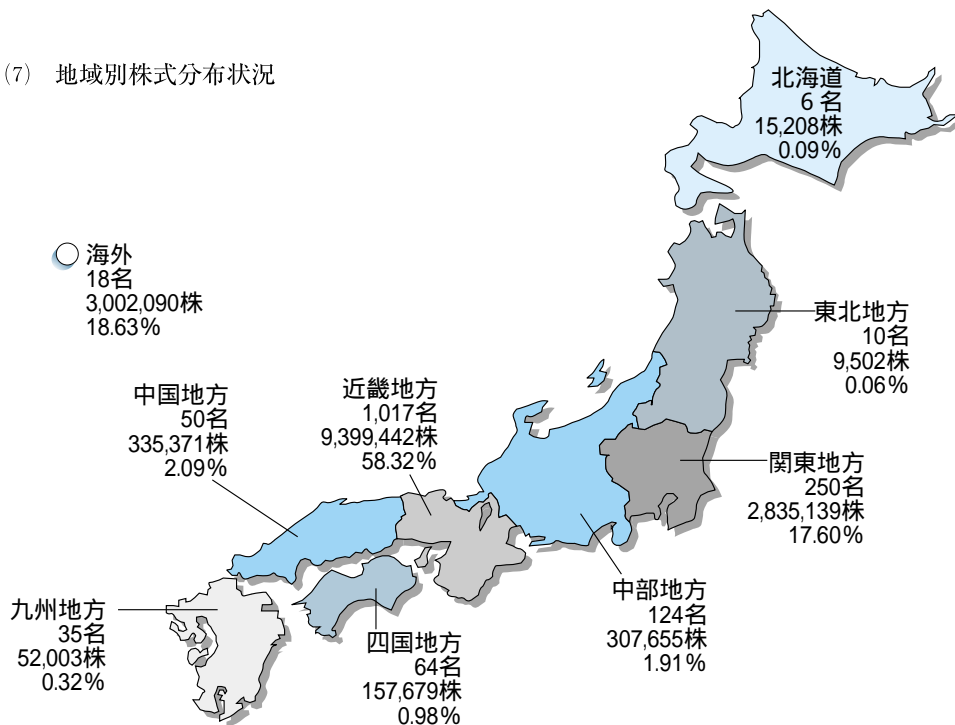 (7) 地域別株式分布状況
北海道
6名
15,208株
0.09%
海外
18名
3,002,090株
18.63%
東北地方
10名
9,502株
0.06%
近畿地方
1,017名
9,399,442株
58.32%
中国地方
50名
335,371株
2.09%
関東地方
250名
2,835,139株
17.60%
中部地方
124名
307,655株
1.91%
九州地方
35名
52,003株
0.32%
四国地方
64名
157,679株
0.98%